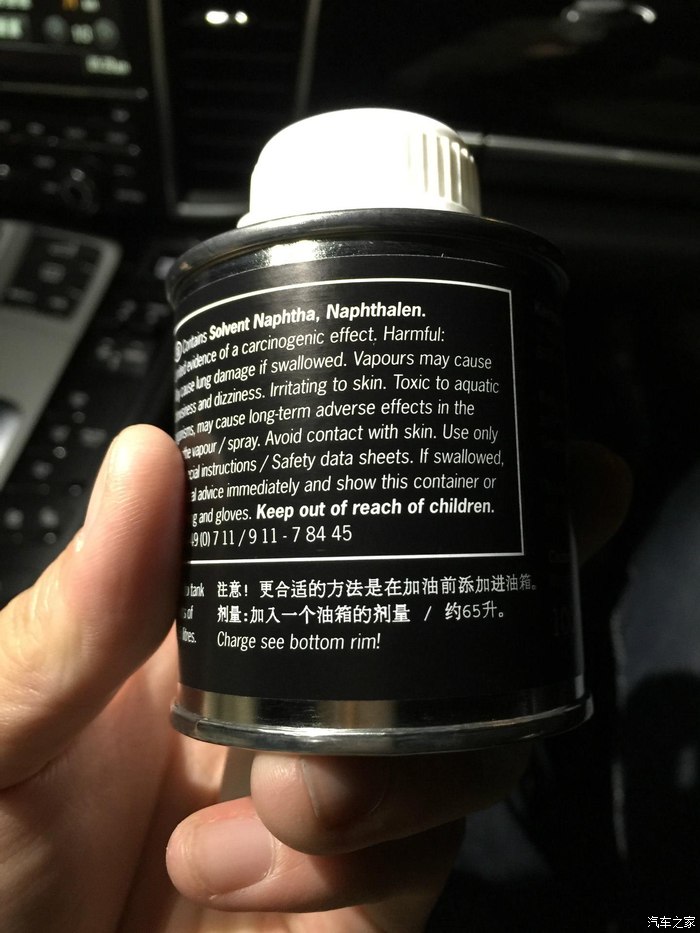 Contains Solvent Naphtha, Naphthalen.
evidence of a carcinogenic effect. Harmful:
cause lung damage if swallowed. Vapours may cause
and dizziness. Irritating to skin. Toxic to aquatic
may cause long-term adverse effects in the
vapour / spray. Avoid contact with skin. Use only
instructions / Safety data sheets. If swallowed,
advice immediately and show this container or
and gloves. Keep out of reach of children.
(0) 7 11 / 9 11 - 7 84 45
tank
of
注意！更合适的方法是在加油前添加进油箱。
剂量：加入一个油箱的剂量 / 约65升。
Charge see bottom rim!
汽车之家